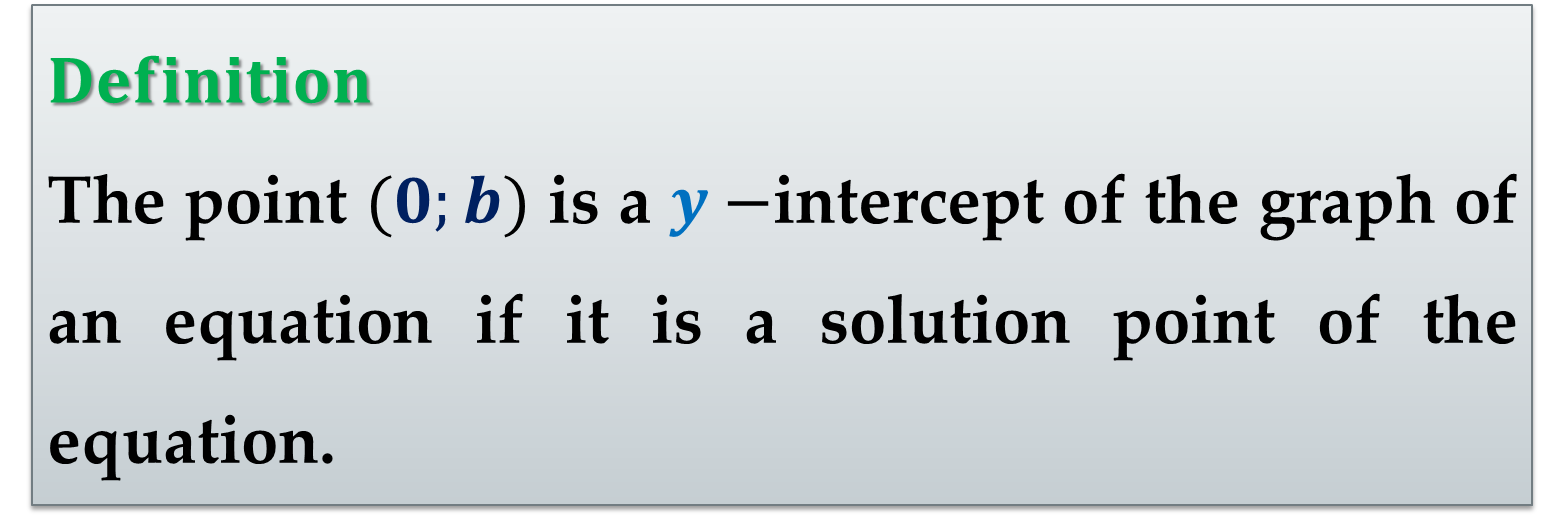 Definition
The point (0; b) is a y −intercept of the graph of
an equation if it is a solution point of the
equation.